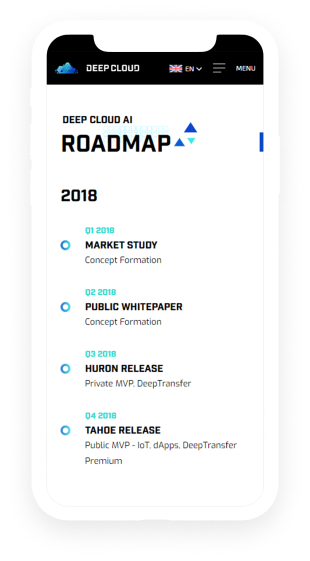 DEEP CLOUD
EN
MENU
DEEP CLOUD AI
ROADMAP
2018
Q1 2018
MARKET STUDY
Concept Formation
Q2 2018
PUBLIC WHITEPAPER
Concept Formation
Q3 2018
HURON RELEASE
Private MVP, DeepTransfer
Q4 2018
TAHOE RELEASE
Public MVP - IoT, dApps, DeepTransfer
Premium